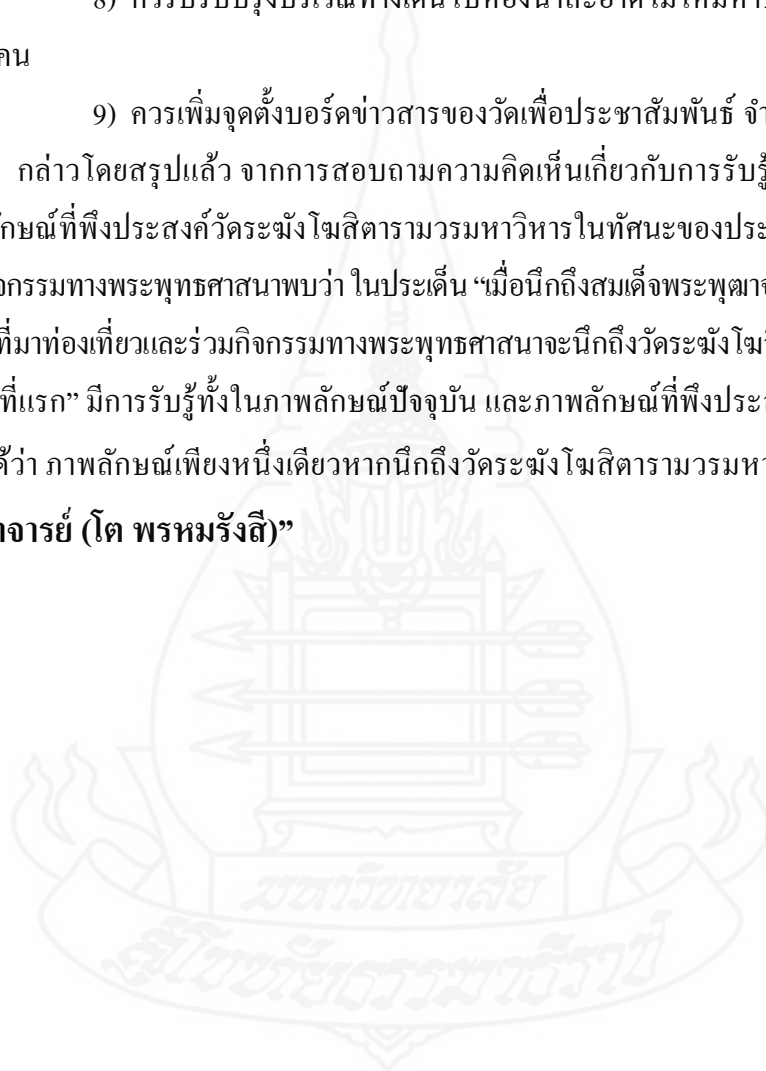 8) ควรปรับปรุงบริเวณทางเดินไปห้องน้ำ
คน
9) ควรเพิ่มจุดตั้งบอร์ดข่าวสารของวัดเพื่อประชาสัมพันธ์
กล่าวโดยสรุปแล้ว จากการสอบถามความคิดเห็นเกี่ยวกับการรับรู้
ักษณ์ที่พึงประสงค์วัดระฆังโฆสิตารามวรมหาวิหารในทัศนะของประ
จกรรมทางพระพุทธศาสนาพบว่า ในประเด็น “เมื่อนึกถึงสมเด็จพระพุฒาจ
ที่มาท่องเที่ยวและร่วมกิจกรรมทางพระพุทธศาสนาจะนึกถึงวัดระฆังโฆ
ที่แรก” มีการรับรู้ทั้งในภาพลักษณ์ปัจจุบัน และภาพลักษณ์ที่พึงประ
ด้ว่า ภาพลักษณ์เพียงหนึ่งเดียวหากนึกถึงวัดระฆังโฆสิตารามวรมหา
าจารย์ (โต พรหมรังสี)”
มหาวิทยาลัย
สุโขทัยธรรมาธิราช